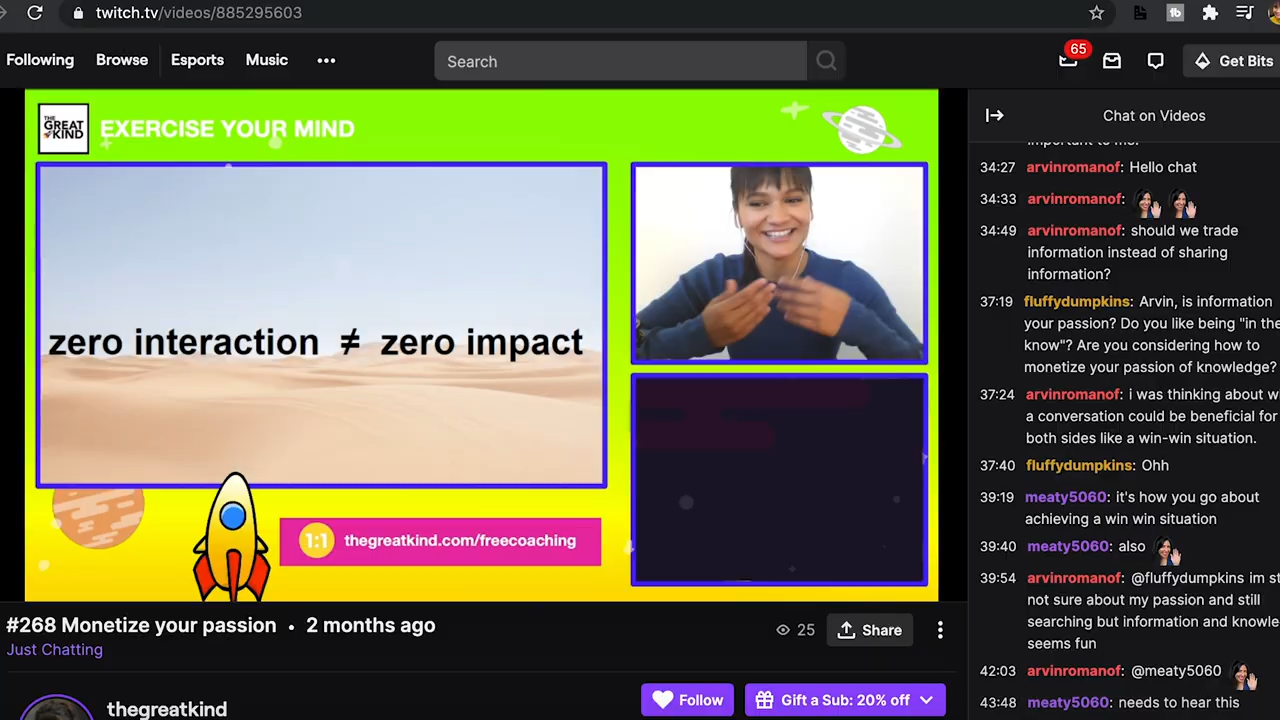 twitch.tv/videos/885295603
Following Browse Esports Music
Search
65
Get Bits
THE GREAT KIND
EXERCISE YOUR MIND
zero interaction ≠ zero impact
1:1 thegreatkind.com/freecoaching
#268 Monetize your passion • 2 months ago
Just Chatting
25
Share
thegreatkind
Follow
Gift a Sub: 20% off
Chat on Videos
important to me!
34:27 arvinromanof: Hello chat
34:33 arvinromanof:
34:49 arvinromanof: should we trade
information instead of sharing
information?
37:19 fluffydumpkins: Arvin, is information
your passion? Do you like being "in the
know"? Are you considering how to
monetize your passion of knowledge?
37:24 arvinromanof: i was thinking about
a conversation could be beneficial for
both sides like a win-win situation.
37:40 fluffydumpkins: Ohh
39:19 meaty5060: it's how you go about
achieving a win win situation
39:40 meaty5060: also
39:54 arvinromanof: @fluffydumpkins im
not sure about my passion and still
searching but information and
seems fun
42:03 arvinromanof: @meaty5060
43:48 meaty5060: needs to hear this